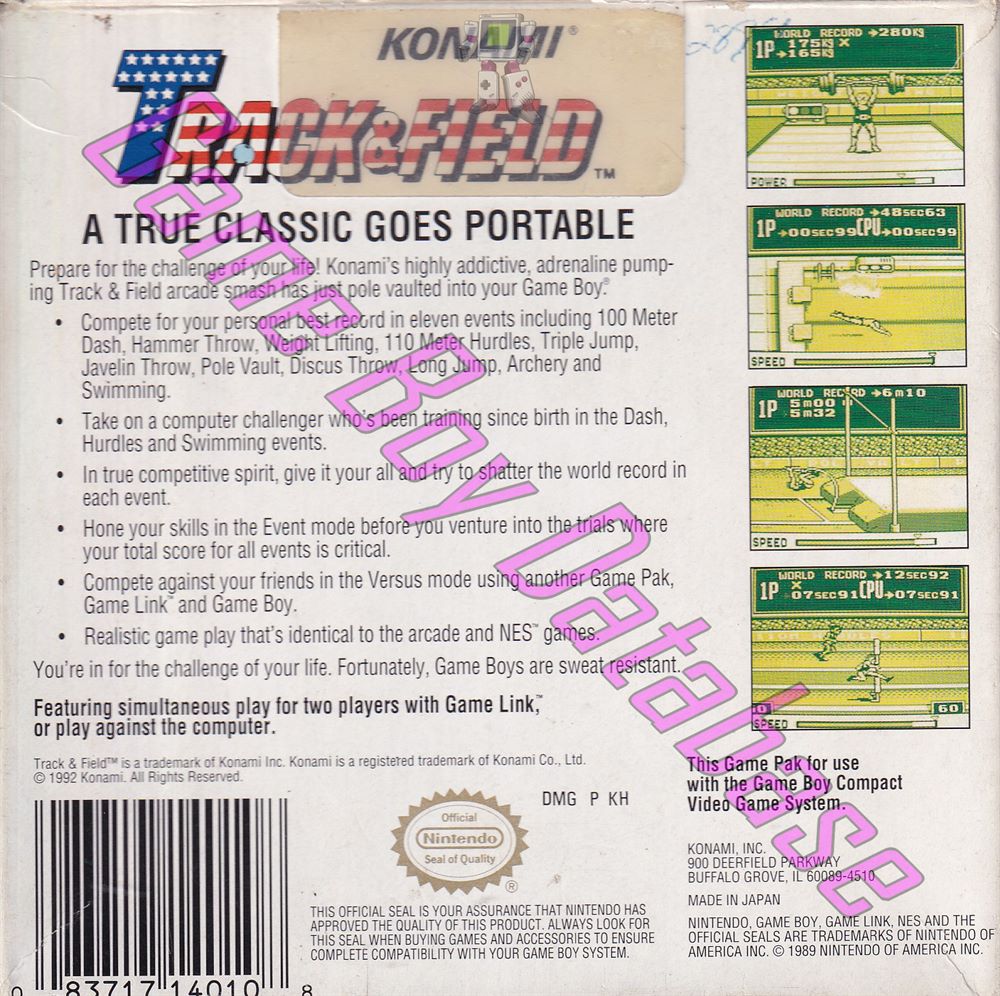 KONAMI®
TRACK & FIELD™
A TRUE CLASSIC GOES PORTABLE
Prepare for the challenge of your life! Konami's highly addictive, adrenaline pump-
ing Track & Field arcade smash has just pole vaulted into your Game Boy®.
• Compete for your personal best record in eleven events including 100 Meter
Dash, Hammer Throw, Weight Lifting, 110 Meter Hurdles, Triple Jump,
Javelin Throw, Pole Vault, Discus Throw, Long Jump, Archery and
Swimming.
• Take on a computer challenger who's been training since birth in the Dash,
Hurdles and Swimming events.
• In true competitive spirit, give it your all and try to shatter the world record in
each event.
• Hone your skills in the Event mode before you venture into the trials where
your total score for all events is critical.
• Compete against your friends in the Versus mode using another Game Pak,
Game Link™ and Game Boy.
• Realistic game play that's identical to the arcade and NES™ games.
You're in for the challenge of your life. Fortunately, Game Boys are sweat resistant.
Featuring simultaneous play for two players with Game Link,™
or play against the computer.
Track & Field™ is a trademark of Konami Inc. Konami is a registered trademark of Konami Co., Ltd.
© 1992 Konami. All Rights Reserved.
0 83717 14010 8
Official
Nintendo
Seal of Quality
®
DMG P KH
THIS OFFICIAL SEAL IS YOUR ASSURANCE THAT NINTENDO HAS
APPROVED THE QUALITY OF THIS PRODUCT. ALWAYS LOOK FOR
THIS SEAL WHEN BUYING GAMES AND ACCESSORIES TO ENSURE
COMPLETE COMPATIBILITY WITH YOUR GAME BOY SYSTEM.
WORLD RECORD →280KG
1P 175KG X
→165KG
POWER
WORLD RECORD →48SEC63
1P →00SEC99 CPU →00SEC99
SPEED
WORLD RECORD →6m10
1P 5m00
5m32
SPEED
WORLD RECORD →12SEC92
1P X
07SEC91 CPU →07SEC91
0 60
SPEED
This Game Pak for use
with the Game Boy Compact
Video Game System.
KONAMI, INC.
900 DEERFIELD PARKWAY
BUFFALO GROVE, IL 60089-4510
MADE IN JAPAN
NINTENDO, GAME BOY, GAME LINK, NES AND THE
OFFICIAL SEALS ARE TRADEMARKS OF NINTENDO OF
AMERICA INC. © 1989 NINTENDO OF AMERICA INC.
Game Boy Database